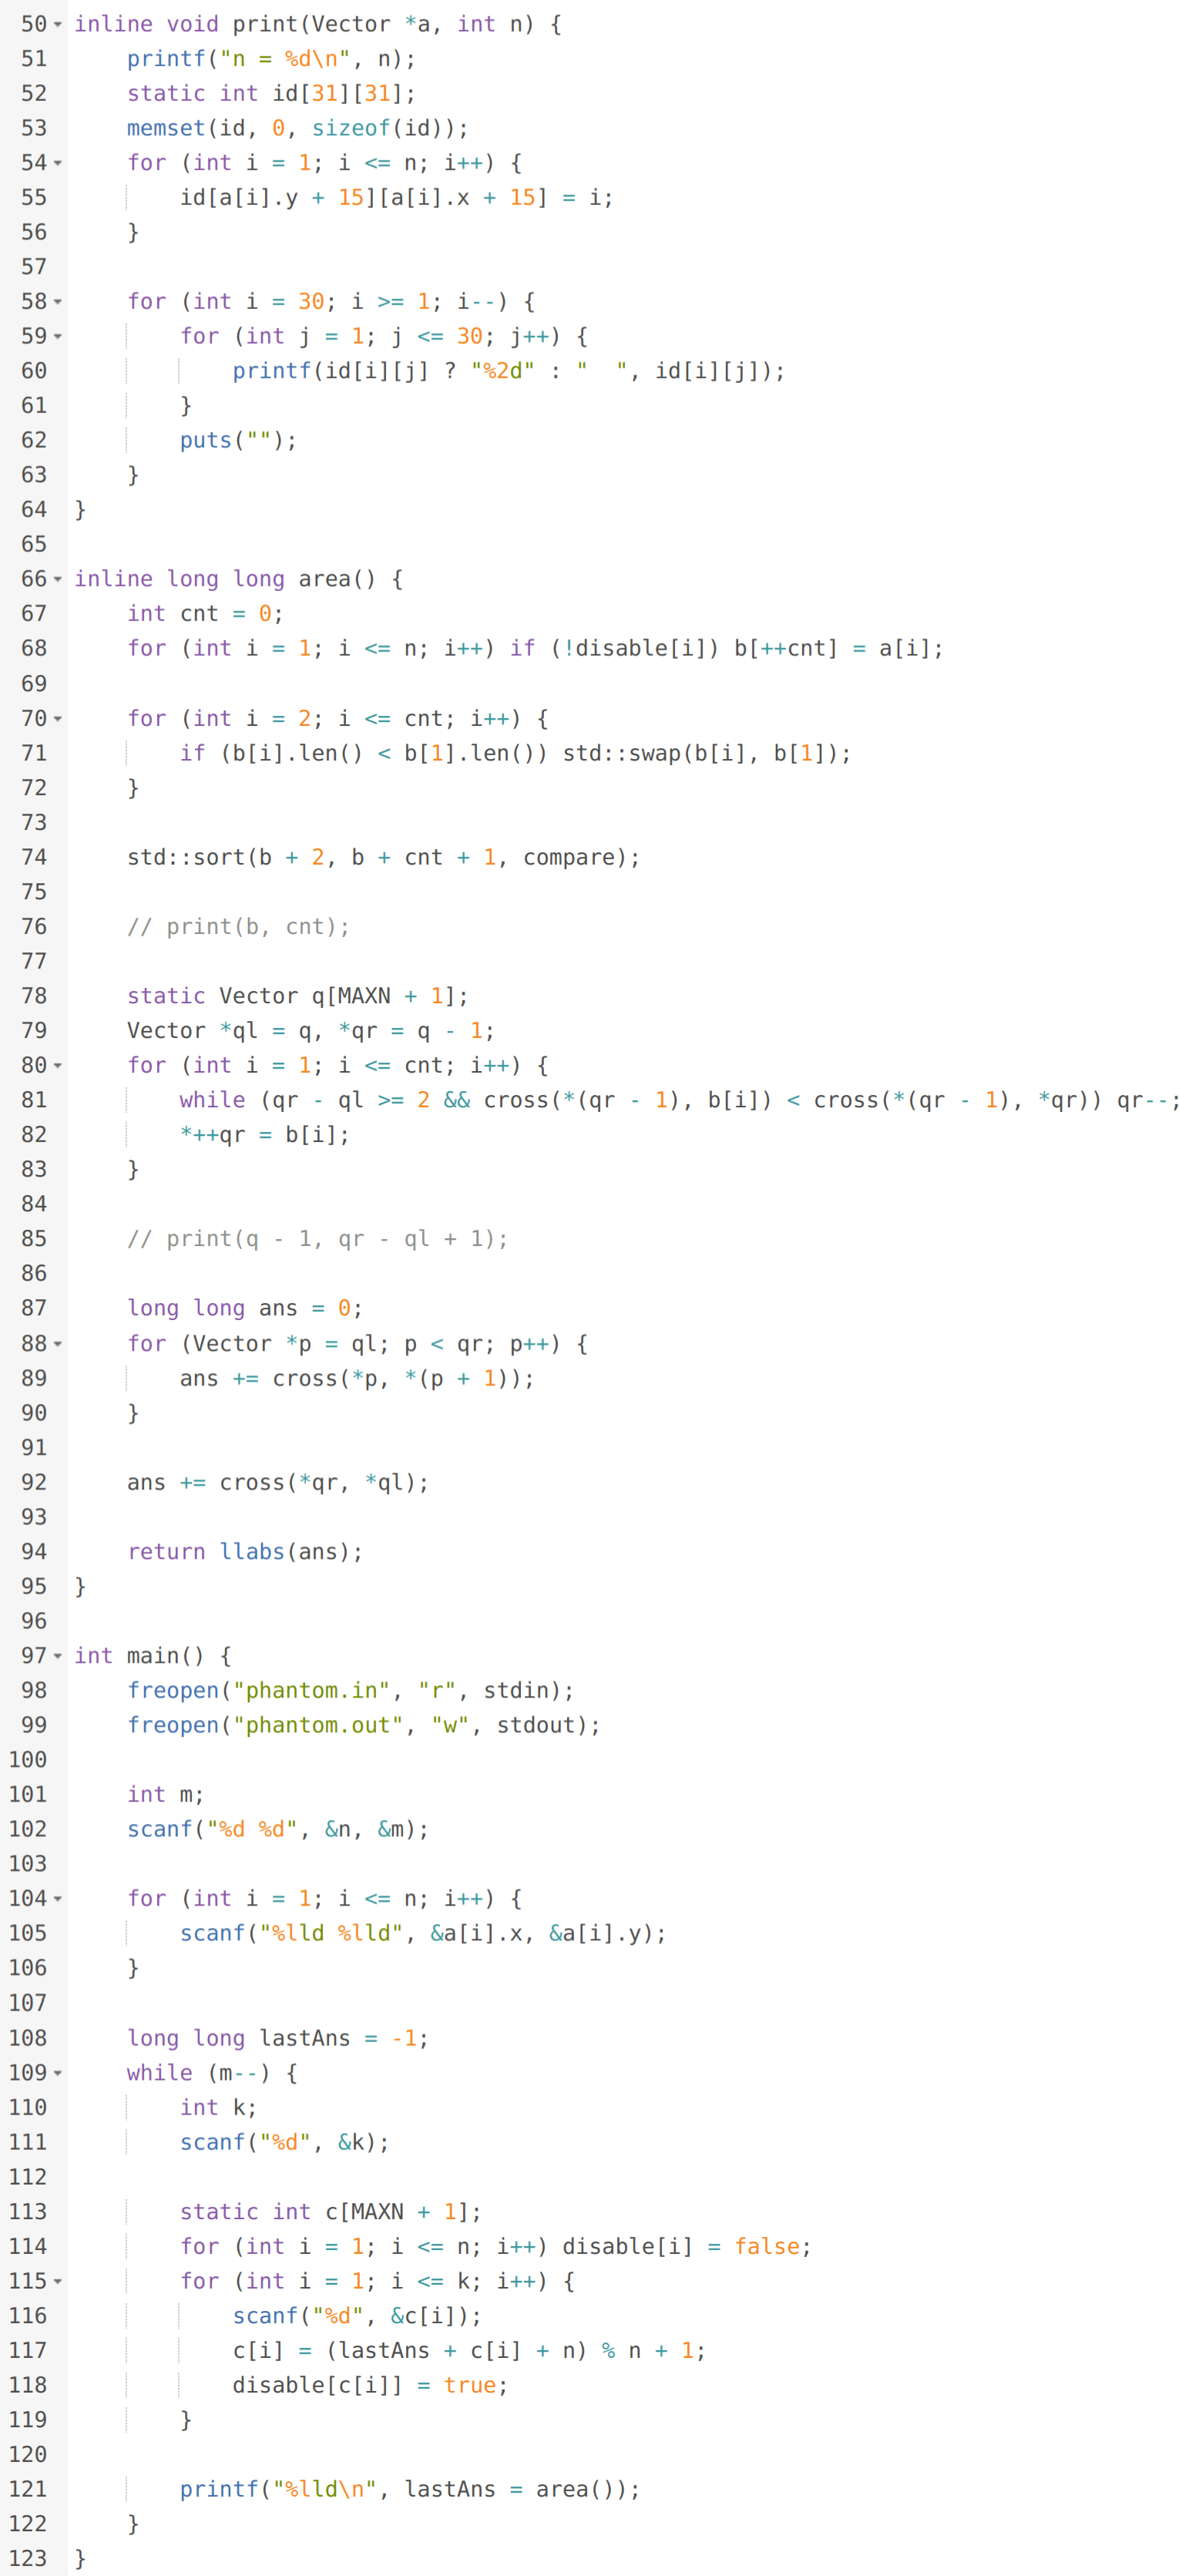 50 inline void print(Vector *a, int n) {
51     printf("n = %d\n", n);
52     static int id[31][31];
53     memset(id, 0, sizeof(id));
54     for (int i = 1; i <= n; i++) {
55         id[a[i].y + 15][a[i].x + 15] = i;
56     }
57
58     for (int i = 30; i >= 1; i--) {
59         for (int j = 1; j <= 30; j++) {
60             printf(id[i][j] ? "%2d" : "  ", id[i][j]);
61         }
62         puts("");
63     }
64 }
65
66 inline long long area() {
67     int cnt = 0;
68     for (int i = 1; i <= n; i++) if (!disable[i]) b[++cnt] = a[i];
69
70     for (int i = 2; i <= cnt; i++) {
71         if (b[i].len() < b[1].len()) std::swap(b[i], b[1]);
72     }
73
74     std::sort(b + 2, b + cnt + 1, compare);
75
76     // print(b, cnt);
77
78     static Vector q[MAXN + 1];
79     Vector *ql = q, *qr = q - 1;
80     for (int i = 1; i <= cnt; i++) {
81         while (qr - ql >= 2 && cross(*(qr - 1), b[i]) < cross(*(qr - 1), *qr)) qr--;
82         *++qr = b[i];
83     }
84
85     // print(q - 1, qr - ql + 1);
86
87     long long ans = 0;
88     for (Vector *p = ql; p < qr; p++) {
89         ans += cross(*p, *(p + 1));
90     }
91
92     ans += cross(*qr, *ql);
93
94     return llabs(ans);
95 }
96
97 int main() {
98     freopen("phantom.in", "r", stdin);
99     freopen("phantom.out", "w", stdout);
100
101     int m;
102     scanf("%d %d", &n, &m);
103
104     for (int i = 1; i <= n; i++) {
105         scanf("%lld %lld", &a[i].x, &a[i].y);
106     }
107
108     long long lastAns = -1;
109     while (m--) {
110         int k;
111         scanf("%d", &k);
112
113         static int c[MAXN + 1];
114         for (int i = 1; i <= n; i++) disable[i] = false;
115         for (int i = 1; i <= k; i++) {
116             scanf("%d", &c[i]);
117             c[i] = (lastAns + c[i] + n) % n + 1;
118             disable[c[i]] = true;
119         }
120
121         printf("%lld\n", lastAns = area());
122     }
123 }